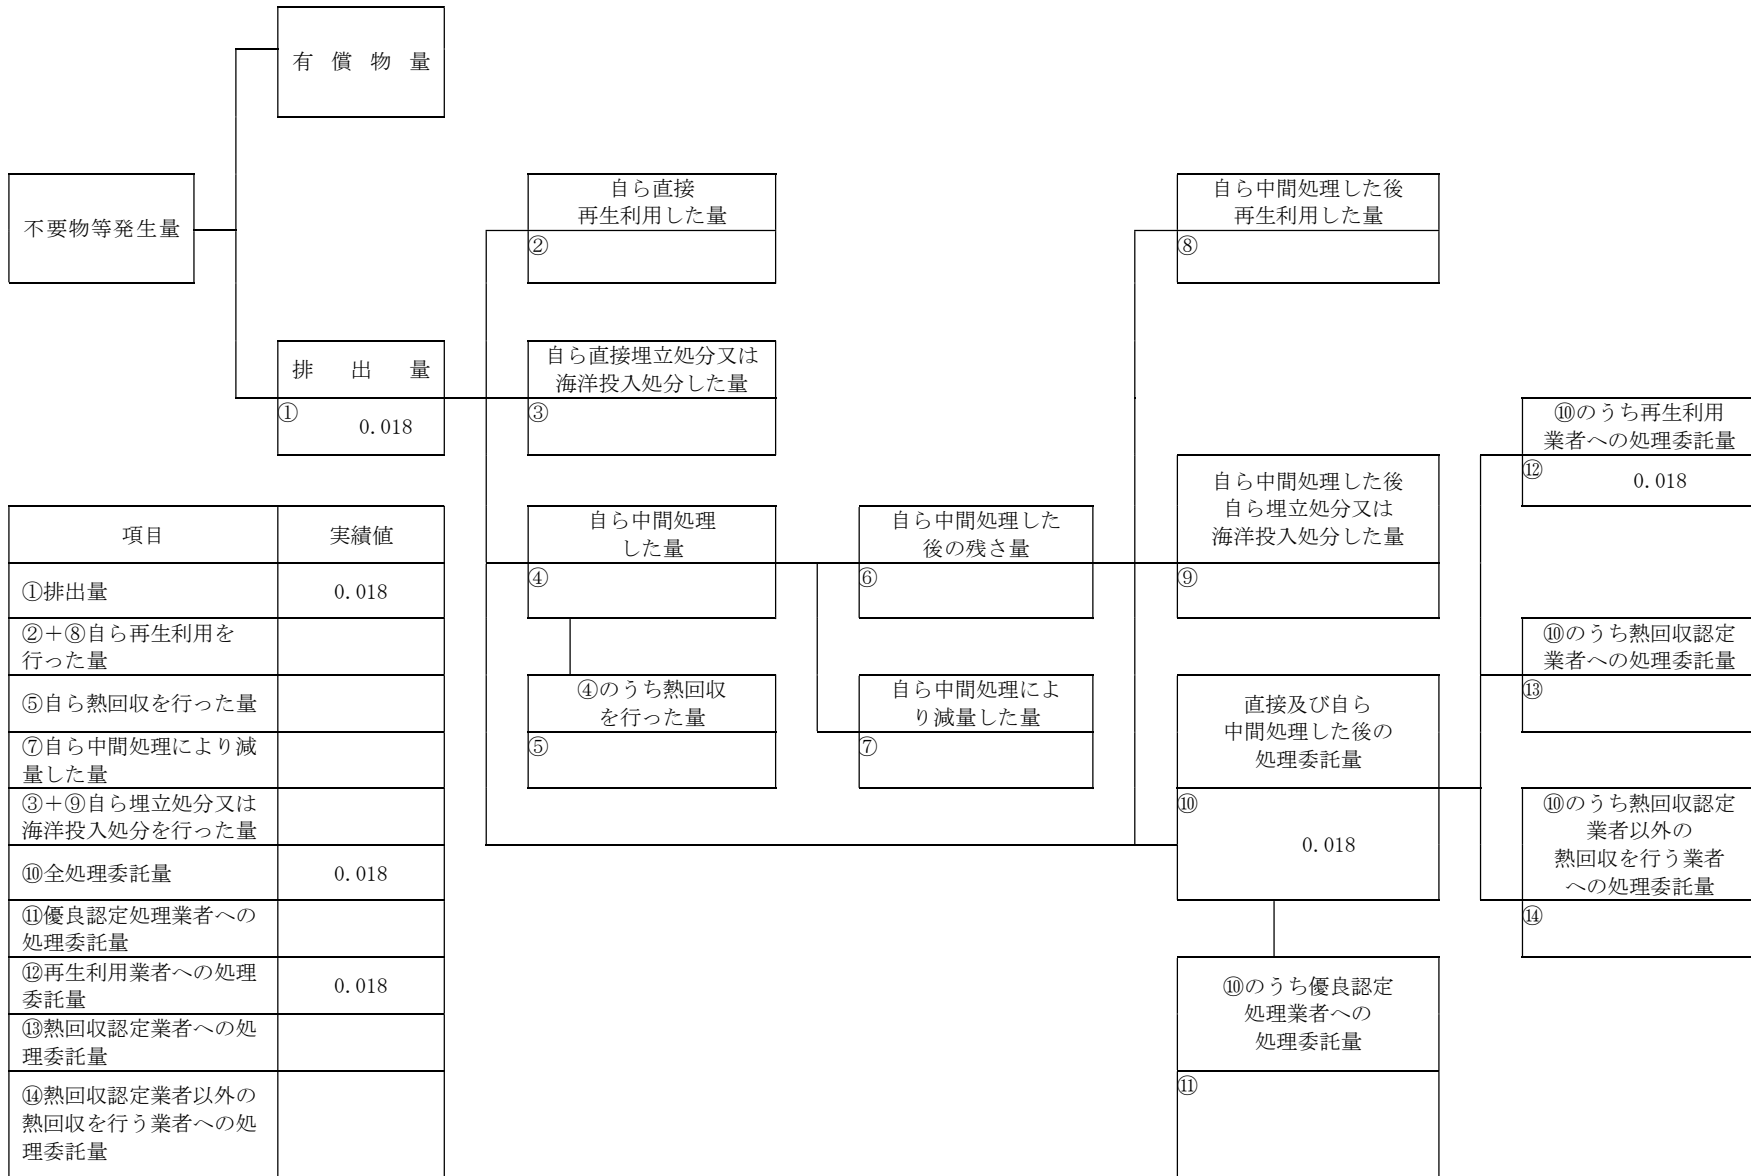 有　償　物　量
不要物等発生量
自ら直接
再生利用した量
②
自ら中間処理した後
再生利用した量
⑧
排　出　量
①
0.018
自ら直接埋立処分又は
海洋投入処分した量
③
⑩のうち再生利用
業者への処理委託量
⑫
0.018
自ら中間処理
した量
④
自ら中間処理した
後の残さ量
⑥
自ら中間処理した後
自ら埋立処分又は
海洋投入処分した量
⑨
⑩のうち熱回収認定
業者への処理委託量
⑬
④のうち熱回収
を行った量
⑤
自ら中間処理によ
り減量した量
⑦
直接及び自ら
中間処理した後の
処理委託量
⑩
0.018
⑩のうち熱回収認定
業者以外の
熱回収を行う業者
への処理委託量
⑭
⑩のうち優良認定
処理業者への
処理委託量
⑪
項目　実績値
①排出量　0.018
②＋⑧自ら再生利用を
行った量
⑤自ら熱回収を行った量
⑦自ら中間処理により減
量した量
③＋⑨自ら埋立処分又は
海洋投入処分を行った量
⑩全処理委託量　0.018
⑪優良認定処理業者への
処理委託量
⑫再生利用業者への処理
委託量　0.018
⑬熱回収認定業者への処
理委託量
⑭熱回収認定業者以外の
熱回収を行う業者への処
理委託量